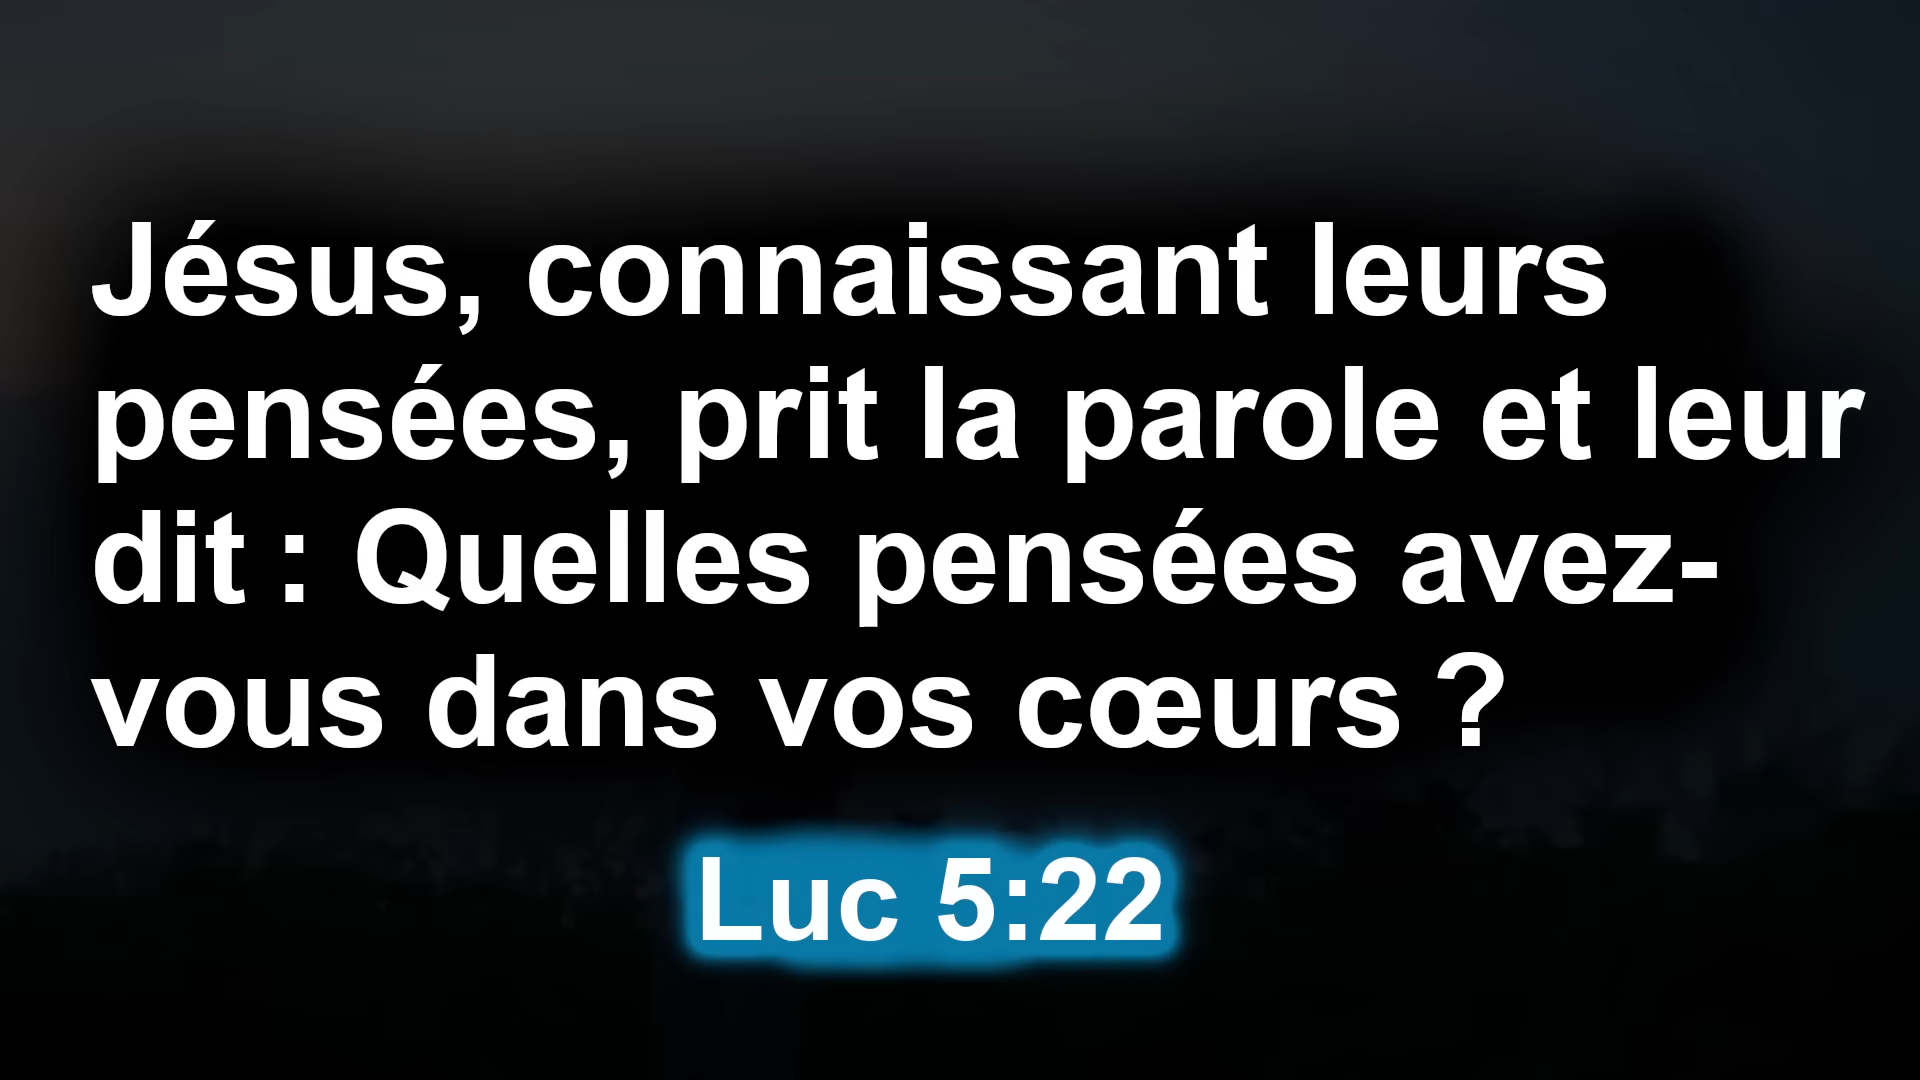 Jésus, connaissant leurs
pensées, prit la parole et leur
dit : Quelles pensées avez-
vous dans vos cœurs ?
Luc 5:22